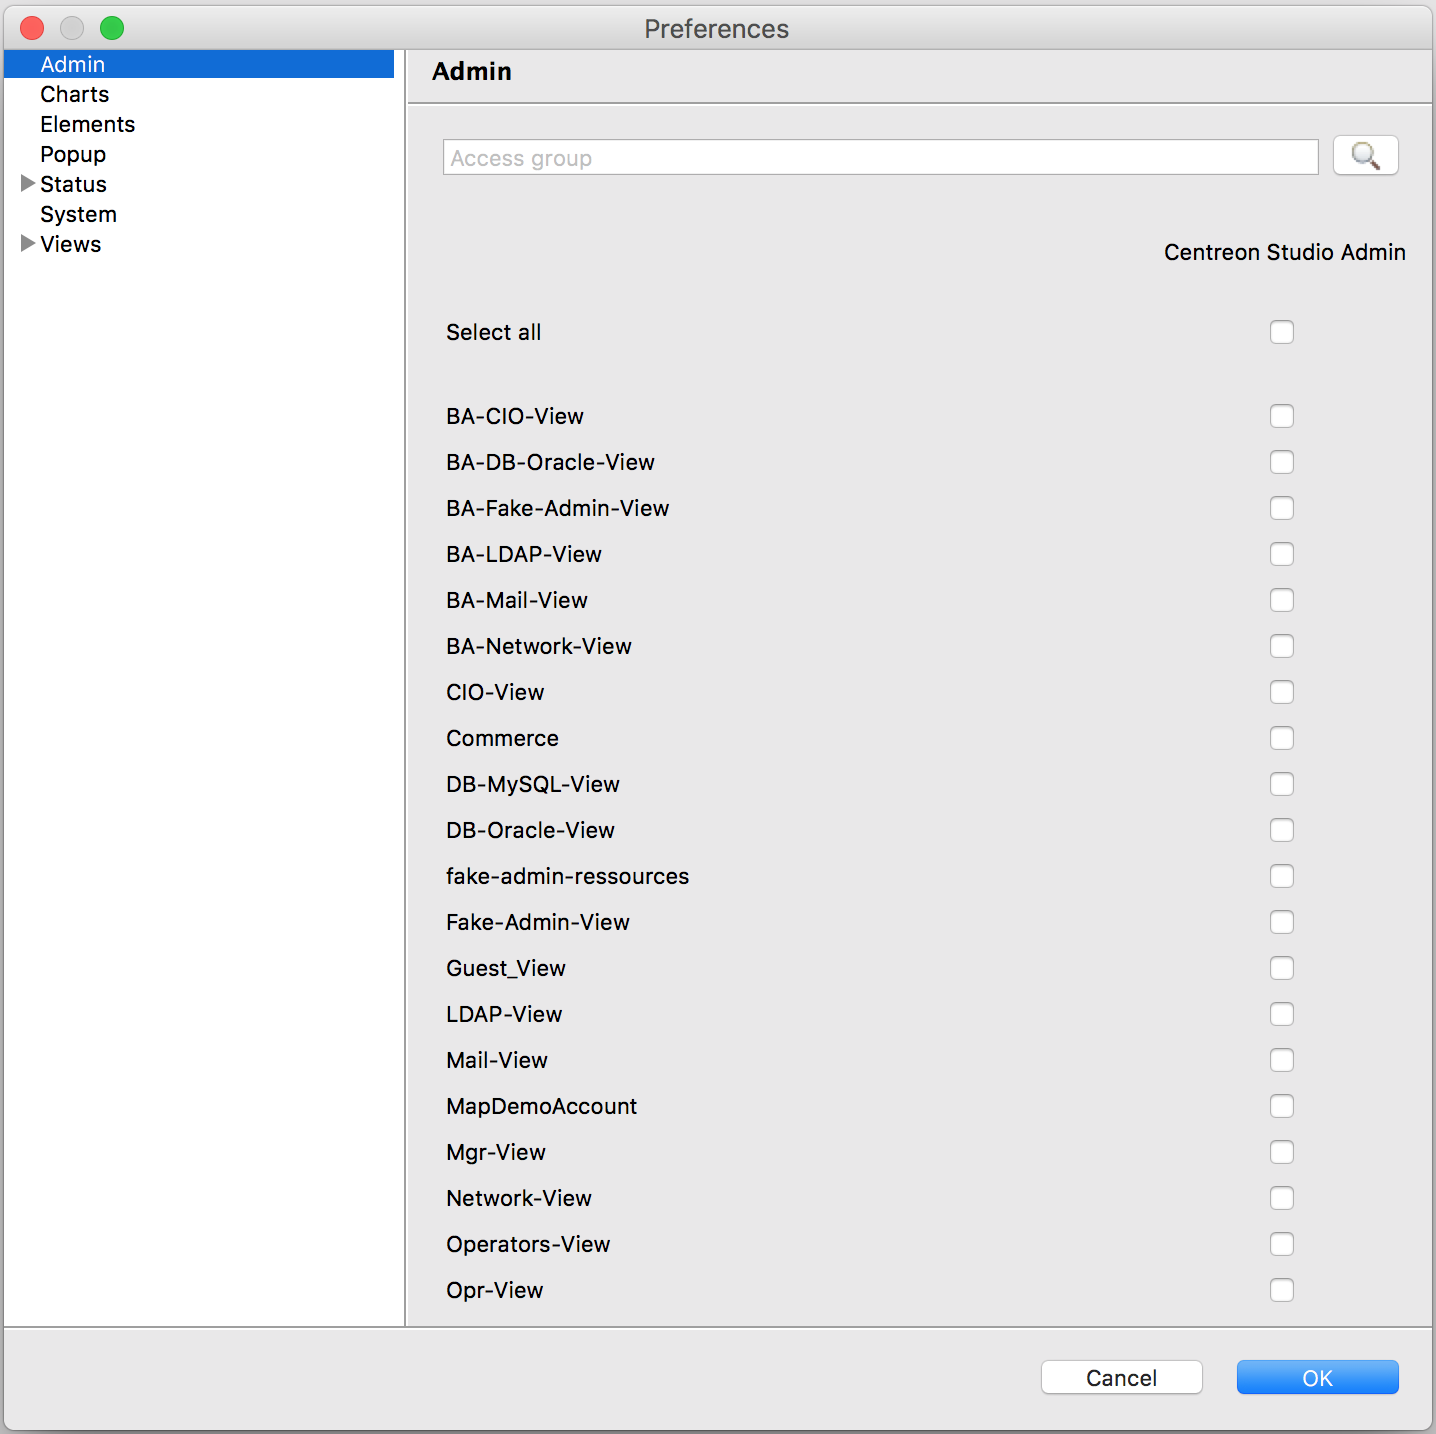 Preferences
Admin
Charts
Elements
Popup
Status
System
Views
Admin
Access group
Centreon Studio Admin
Select all
BA-CIO-View
BA-DB-Oracle-View
BA-Fake-Admin-View
BA-LDAP-View
BA-Mail-View
BA-Network-View
CIO-View
Commerce
DB-MySQL-View
DB-Oracle-View
fake-admin-ressources
Fake-Admin-View
Guest_View
LDAP-View
Mail-View
MapDemoAccount
Mgr-View
Network-View
Operators-View
Opr-View
Cancel
OK